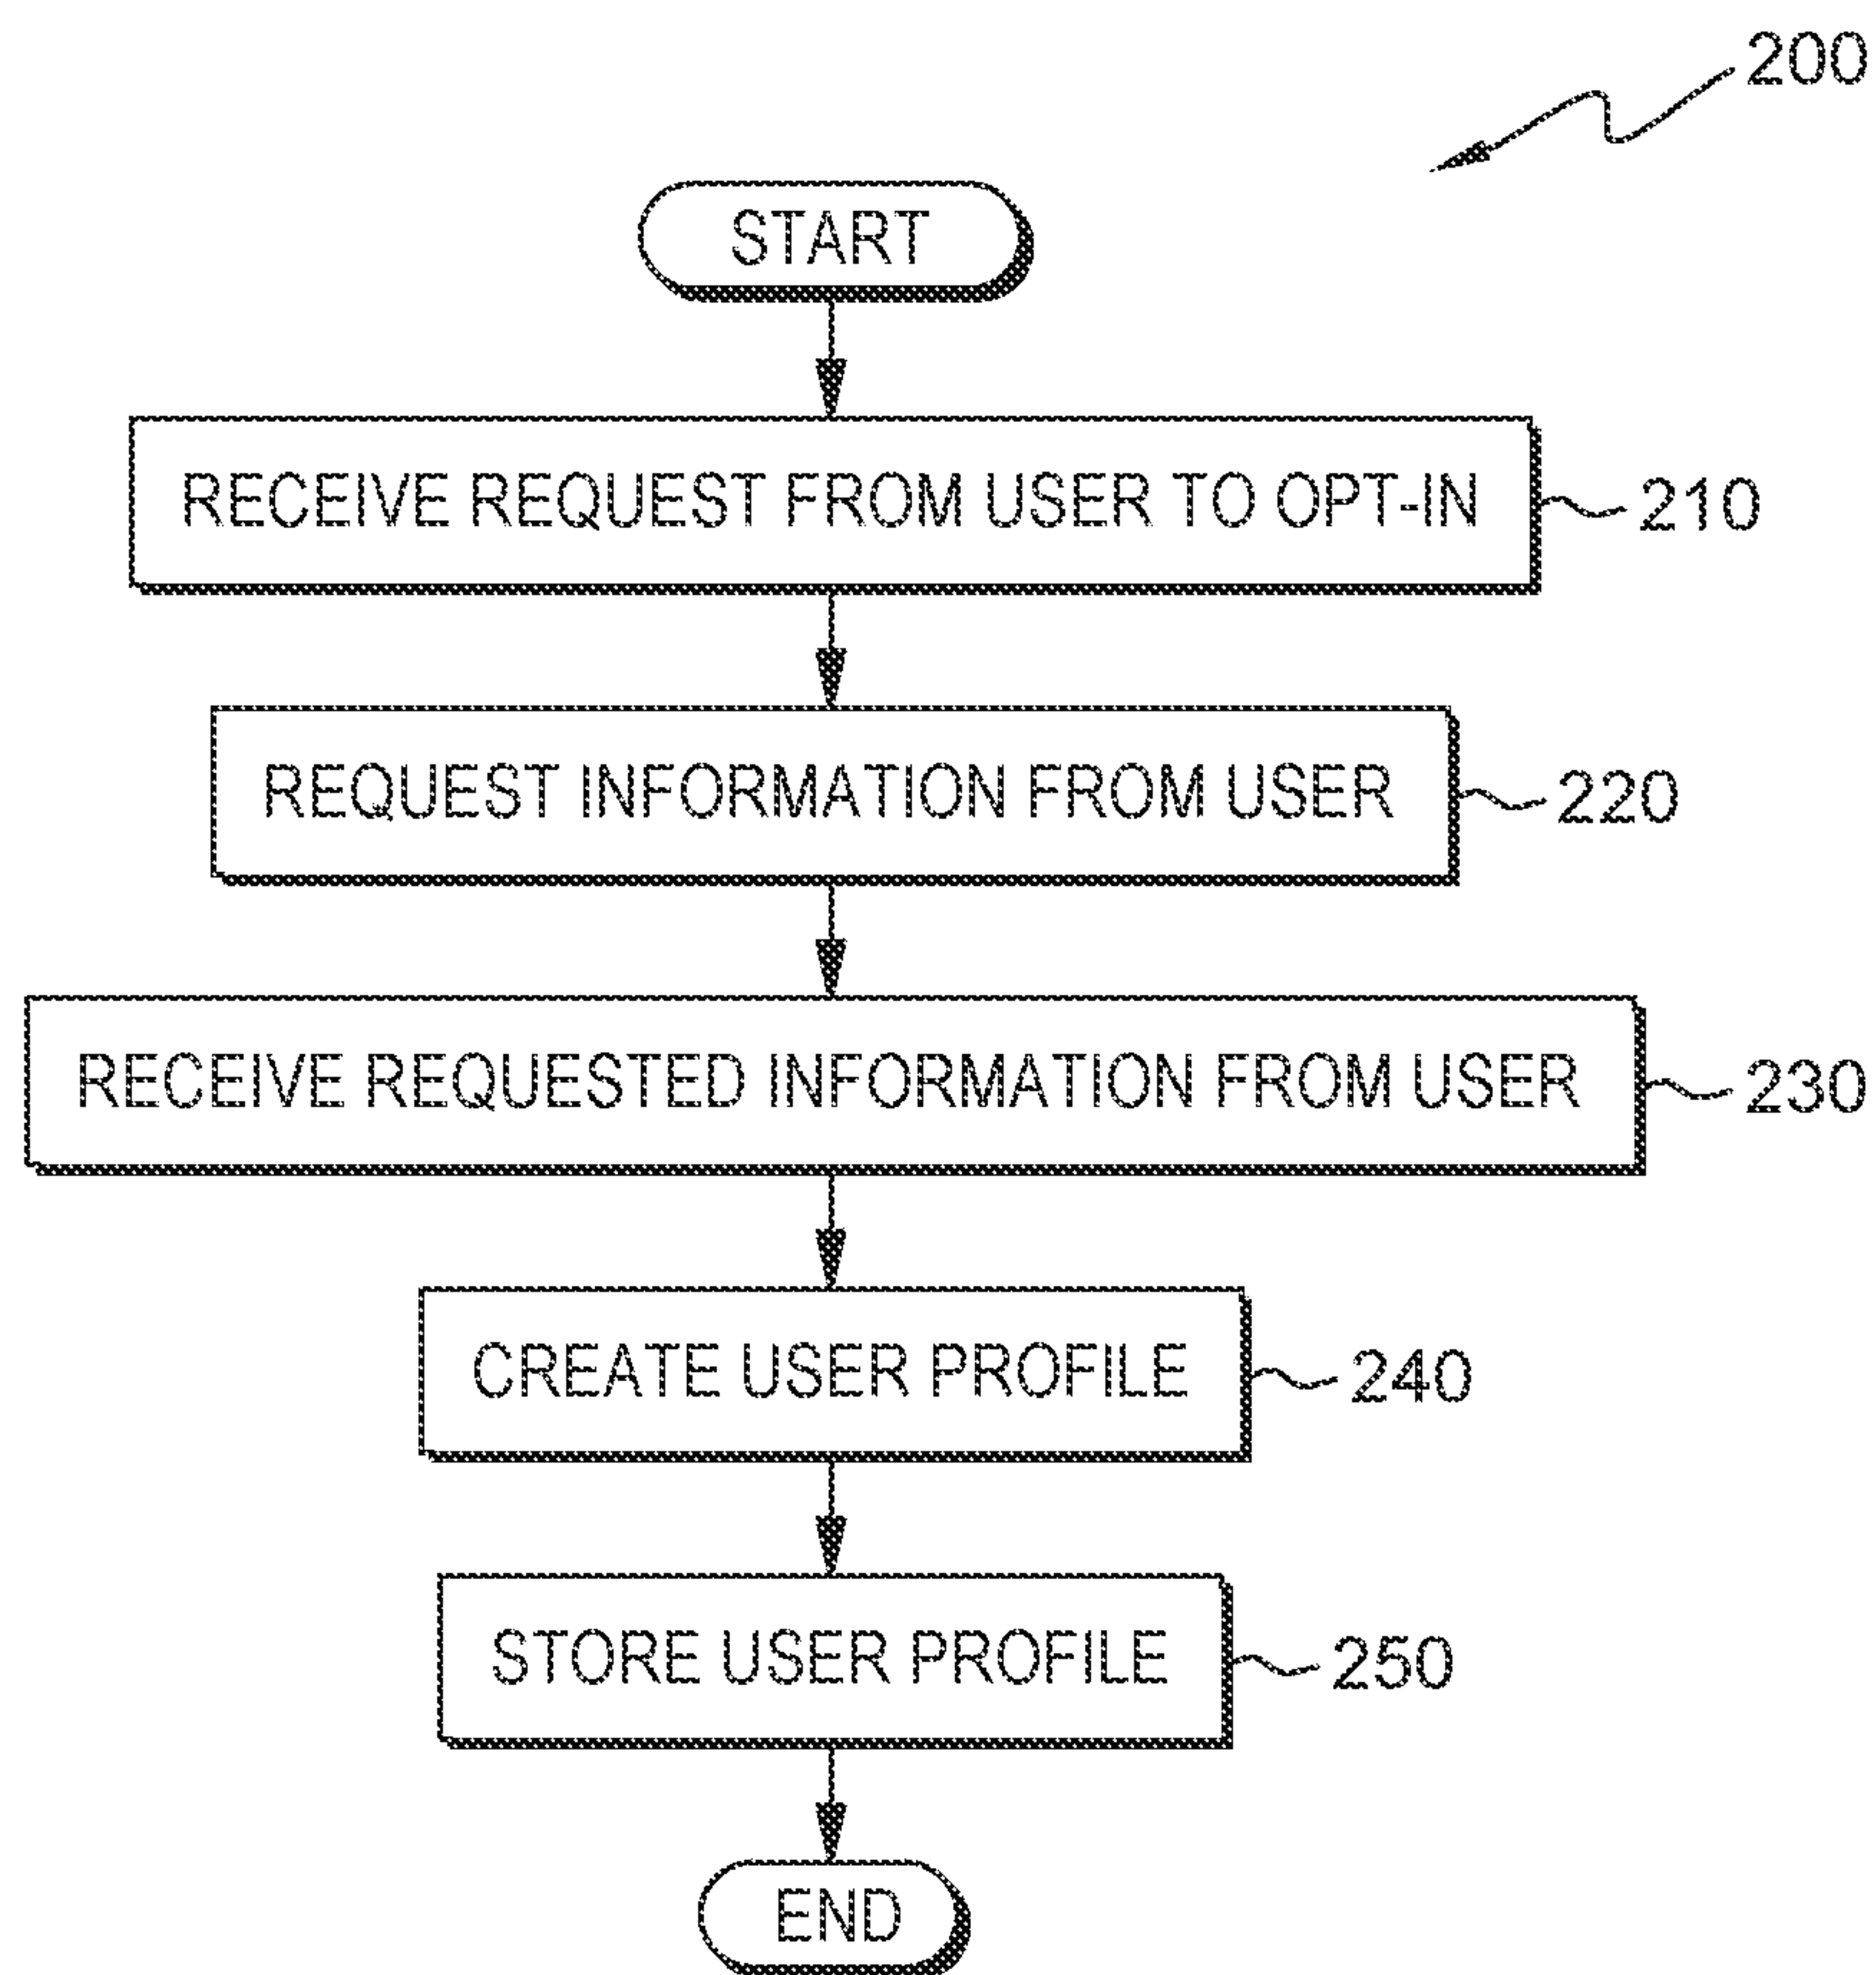 200
START
RECEIVE REQUEST FROM USER TO OPT-IN
210
REQUEST INFORMATION FROM USER
220
RECEIVE REQUESTED INFORMATION FROM USER
230
CREATE USER PROFILE
240
STORE USER PROFILE
250
END